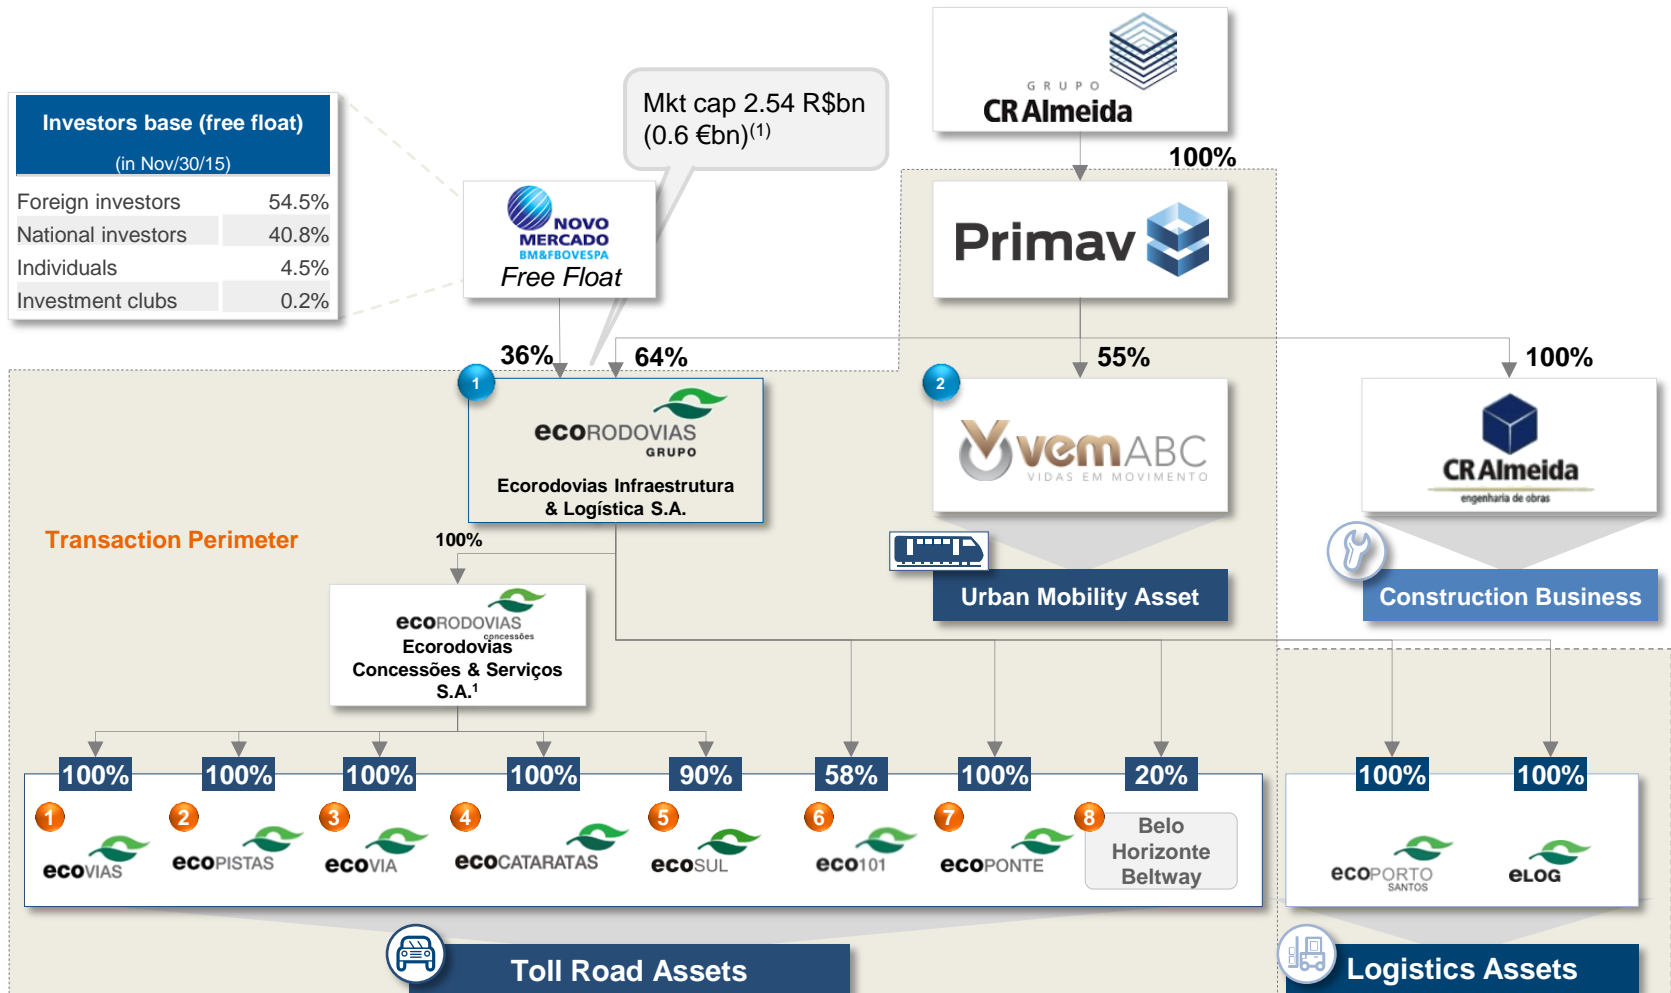 GRUPO
CR Almeida
Mkt cap 2.54 R$bn
(0.6 €bn)(1)
Investors base (free float)
(in Nov/30/15)
Foreign investors 54.5%
National investors 40.8%
Individuals 4.5%
Investment clubs 0.2%
100%
NOVO
MERCADO
BM&FBOVESPA
Free Float
Primav
36%
64%
55%
100%
1
ecoRODOVIAS
GRUPO
Ecorodovias Infraestrutura
& Logística S.A.
2
vemABC
VIDAS EM MOVIMENTO
CR Almeida
engenharia de obras
Transaction Perimeter
100%
Urban Mobility Asset
Construction Business
ecoRODOVIAS
concessões
Ecorodovias
Concessões & Serviços
S.A.1
100% 100% 100% 100% 90% 58% 100% 20% 100% 100%
1 2 3 4 5 6 7 8
ecoVIAS
ecoPISTAS
ecoVIA
ecoCATARATAS
ecoSUL
eco101
ecoPONTE
Belo
Horizonte
Beltway
ecoPORTO
SANTOS
eLOG
Toll Road Assets
Logistics Assets